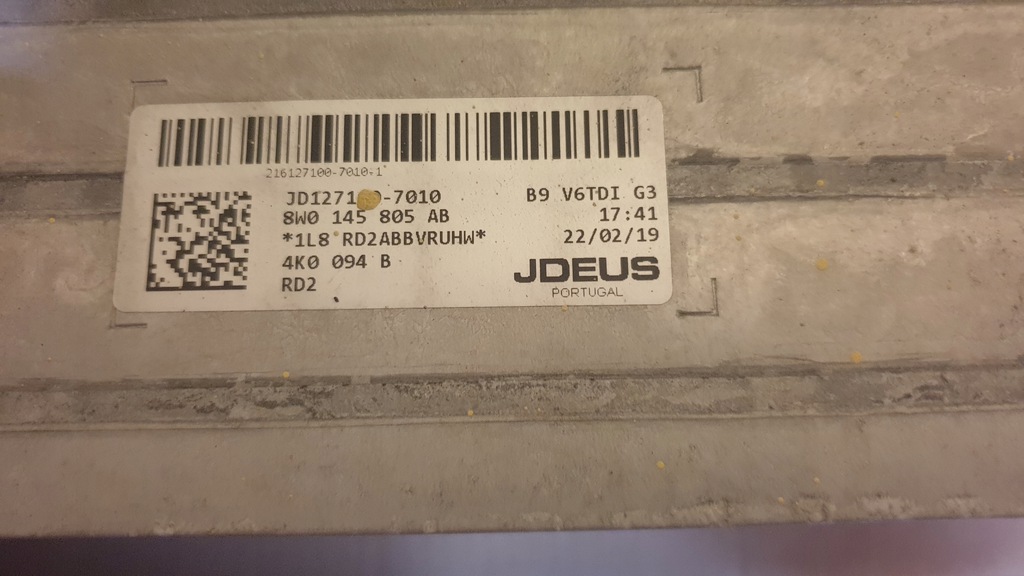 216127100-7010-1
B9 V6TDI G3
8W0 145 805 AB
17:41
*1L8 RD2ABBVRUHW*
22/02/19
4K0 094 B
RD2
JDEUS
PORTUGAL